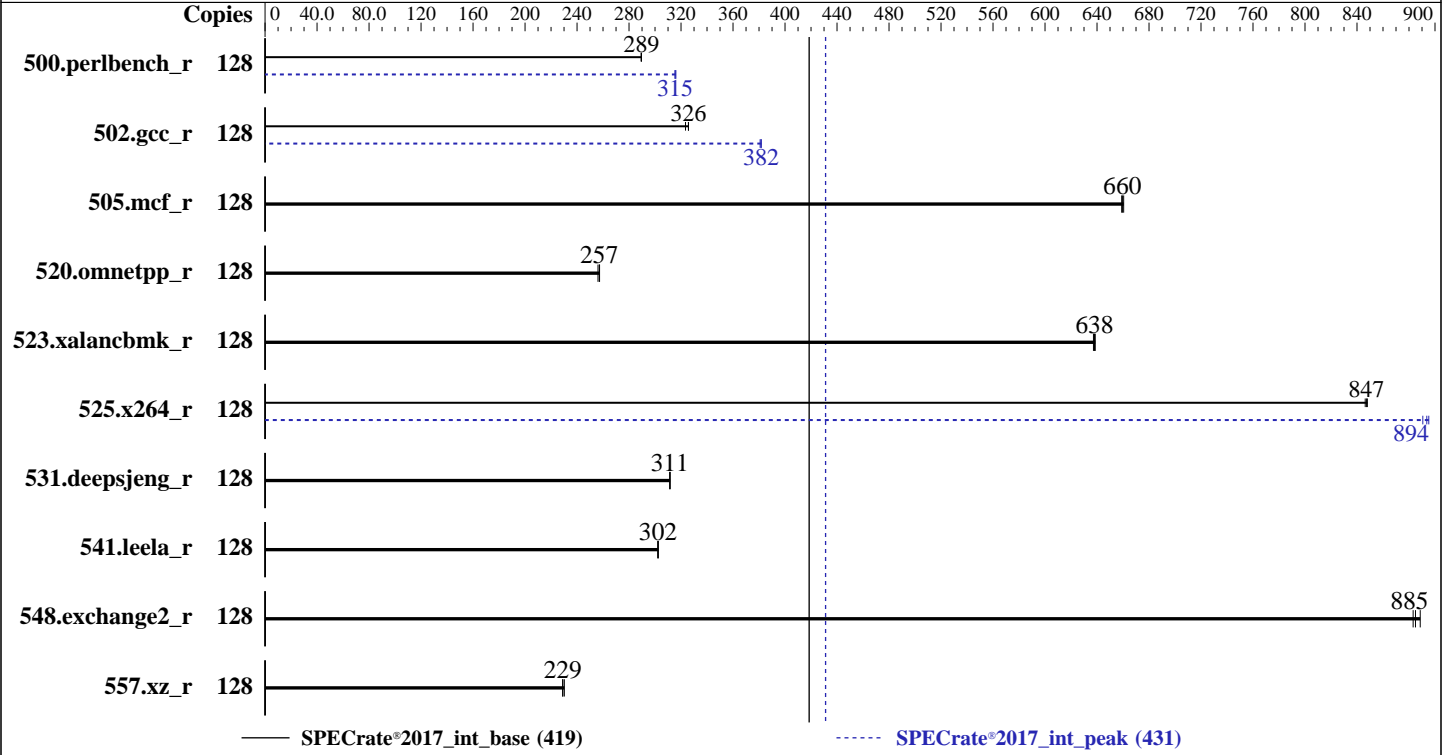 Copies 0 40.0 80.0 120 160 200 240 280 320 360 400 440 480 520 560 600 640 680 720 760 800 840 900
289
500.perlbench_r 128
315
326
502.gcc_r 128
382
660
505.mcf_r 128
257
520.omnetpp_r 128
638
523.xalancbmk_r 128
847
525.x264_r 128
894
311
531.deepsjeng_r 128
302
541.leela_r 128
885
548.exchange2_r 128
229
557.xz_r 128
SPECrate®2017_int_base (419) SPECrate®2017_int_peak (431)